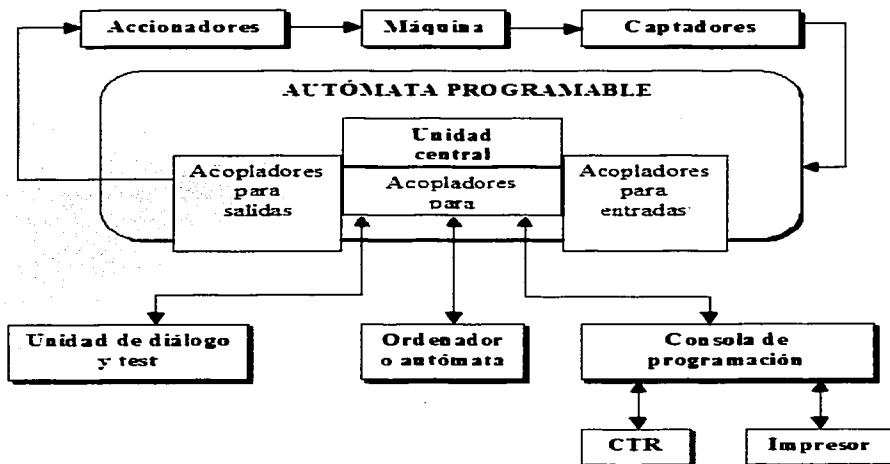 Accionadores
Máquina
Captadores
AUTÓMATA PROGRAMABLE
Unidad
central
Acopladores
para
salidas
Acopladores
para
Acopladores
para
entradas
Unidad de diálogo
y test
Ordenador
o autómata
Consola de
programación
CTR
Impresor